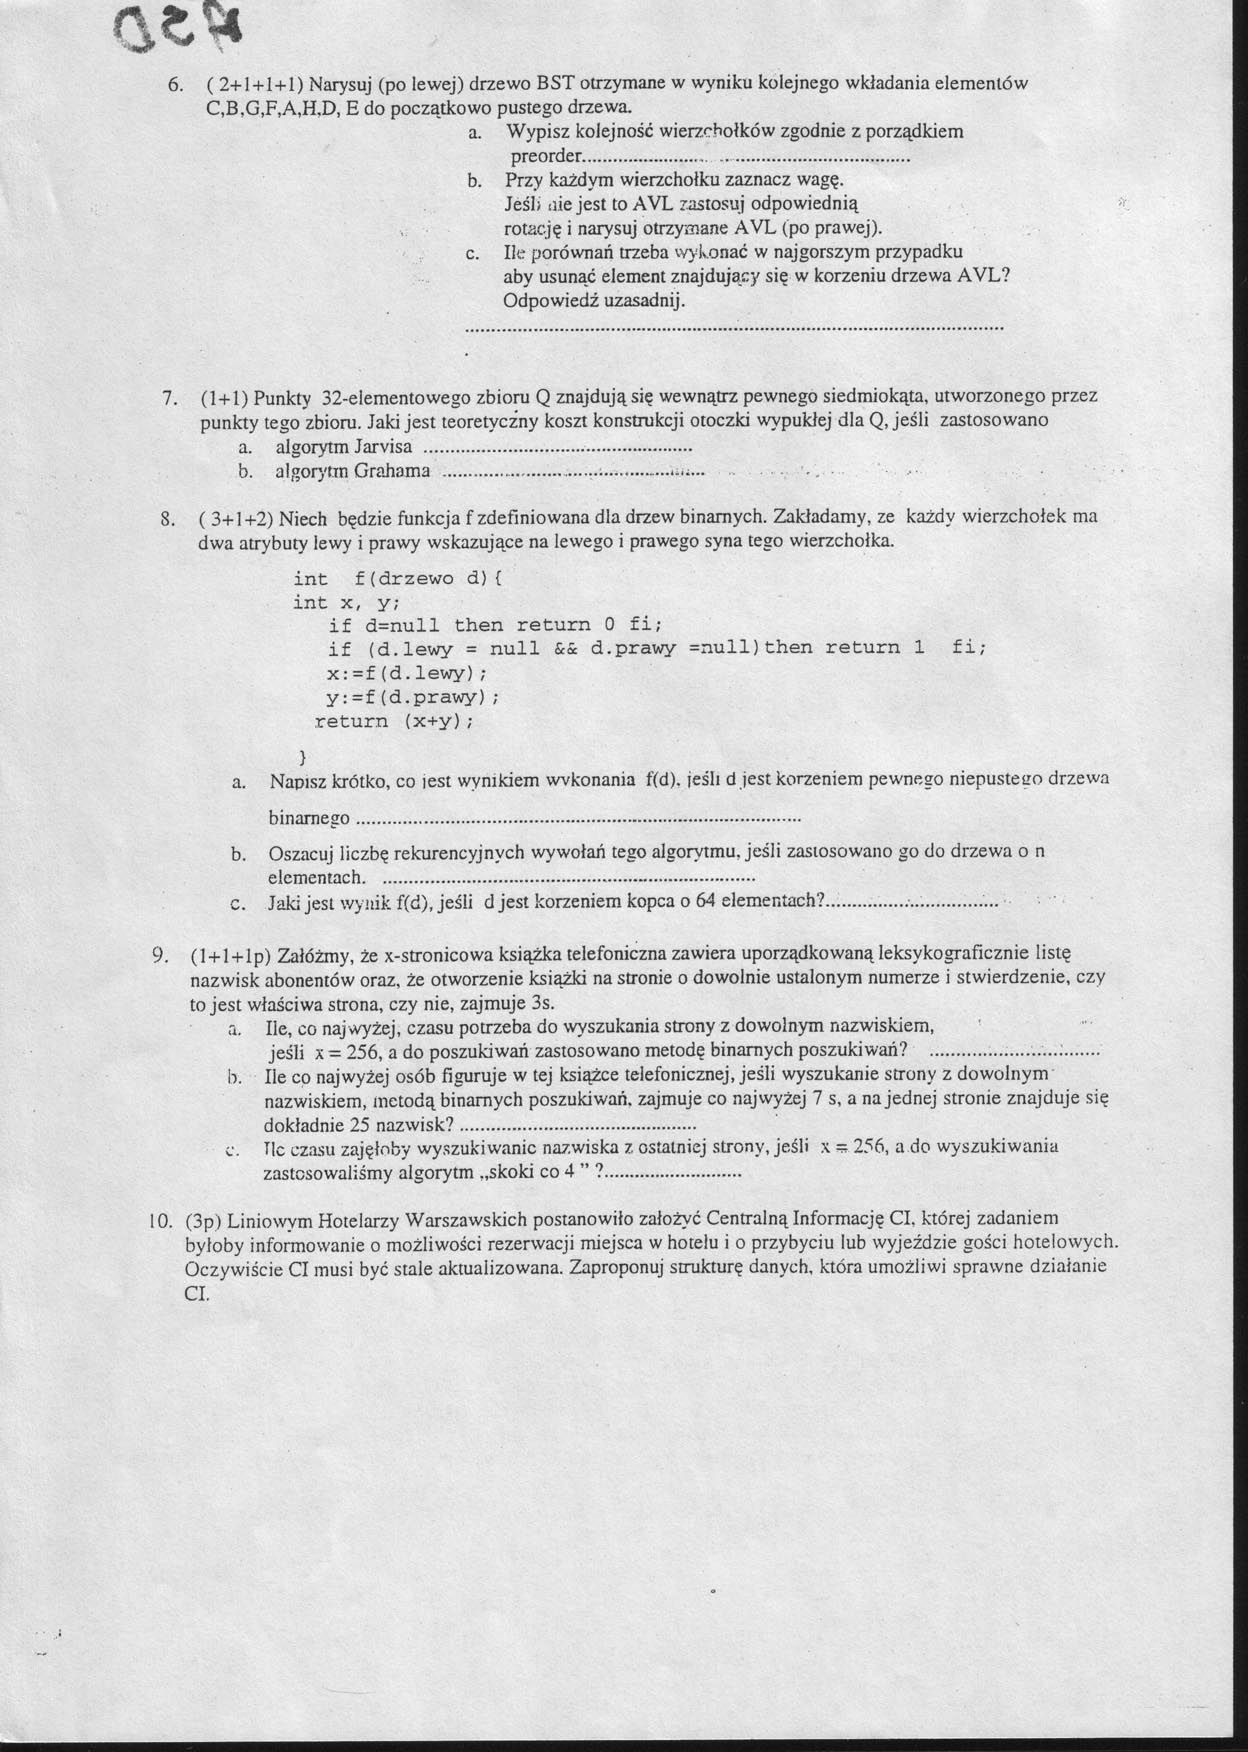 ASD
6. ( 2+1+1+1) Narysuj (po lewej) drzewo BST otrzymane w wyniku kolejnego wkładania elementów
C,B,G,F,A,H,D, E do początkowo pustego drzewa.
a. Wypisz kolejność wierzchołków zgodnie z porządkiem
preorder..............................................................
b. Przy każdym wierzchołku zaznacz wagę.
Jeśli nie jest to AVL zastosuj odpowiednią
rotację i narysuj otrzymane AVL (po prawej).
c. Ile porównań trzeba wykonać w najgorszym przypadku
aby usunąć element znajdujący się w korzeniu drzewa AVL?
Odpowiedź uzasadnij.
..............................................................................................................
7. (1+1) Punkty 32-elementowego zbioru Q znajdują się wewnątrz pewnego siedmiokąta, utworzonego przez
punkty tego zbioru. Jaki jest teoretyczny koszt konstrukcji otoczki wypukłej dla Q, jeśli zastosowano
a. algorytm Jarvisa ......................................................
b. algorytm Grahama ......................................................
8. ( 3+1+2) Niech będzie funkcja f zdefiniowana dla drzew binarnych. Zakładamy, ze każdy wierzchołek ma
dwa atrybuty lewy i prawy wskazujące na lewego i prawego syna tego wierzchołka.
int f(drzewo d){
int x, y;
if d=null then return 0 fi;
if (d.lewy = null && d.prawy =null)then return 1 fi;
x:=f(d.lewy);
y:=f(d.prawy);
return (x+y);
}
a. Napisz krótko, co jest wynikiem wykonania f(d), jeśli d jest korzeniem pewnego niepustego drzewa
binarnego ..........................................................................................
b. Oszacuj liczbę rekurencyjnych wywołań tego algorytmu, jeśli zastosowano go do drzewa o n
elementach. ...........................................................................
c. Jaki jest wynik f(d), jeśli d jest korzeniem kopca o 64 elementach?...................................
9. (1+1+1p) Załóżmy, że x-stronicowa książka telefoniczna zawiera uporządkowaną leksykograficznie listę
nazwisk abonentów oraz, że otworzenie książki na stronie o dowolnie ustalonym numerze i stwierdzenie, czy
to jest właściwa strona, czy nie, zajmuje 3s.
a. Ile, co najwyżej, czasu potrzeba do wyszukania strony z dowolnym nazwiskiem,
jeśli x = 256, a do poszukiwań zastosowano metodę binarnych poszukiwań? ..................................
b. Ile co najwyżej osób figuruje w tej książce telefonicznej, jeśli wyszukanie strony z dowolnym
nazwiskiem, metodą binarnych poszukiwań, zajmuje co najwyżej 7 s, a na jednej stronie znajduje się
dokładnie 25 nazwisk? ...............................................
c. Ile czasu zajęłoby wyszukiwanie nazwiska z ostatniej strony, jeśli x = 256, a do wyszukiwania
zastosowaliśmy algorytm „skoki co 4 ” ?...........................
10. (3p) Liniowym Hotelarzy Warszawskich postanowiło założyć Centralną Informację CI, której zadaniem
byłoby informowanie o możliwości rezerwacji miejsca w hotelu i o przybyciu lub wyjeździe gości hotelowych.
Oczywiście CI musi być stale aktualizowana. Zaproponuj strukturę danych, która umożliwi sprawne działanie
CI.